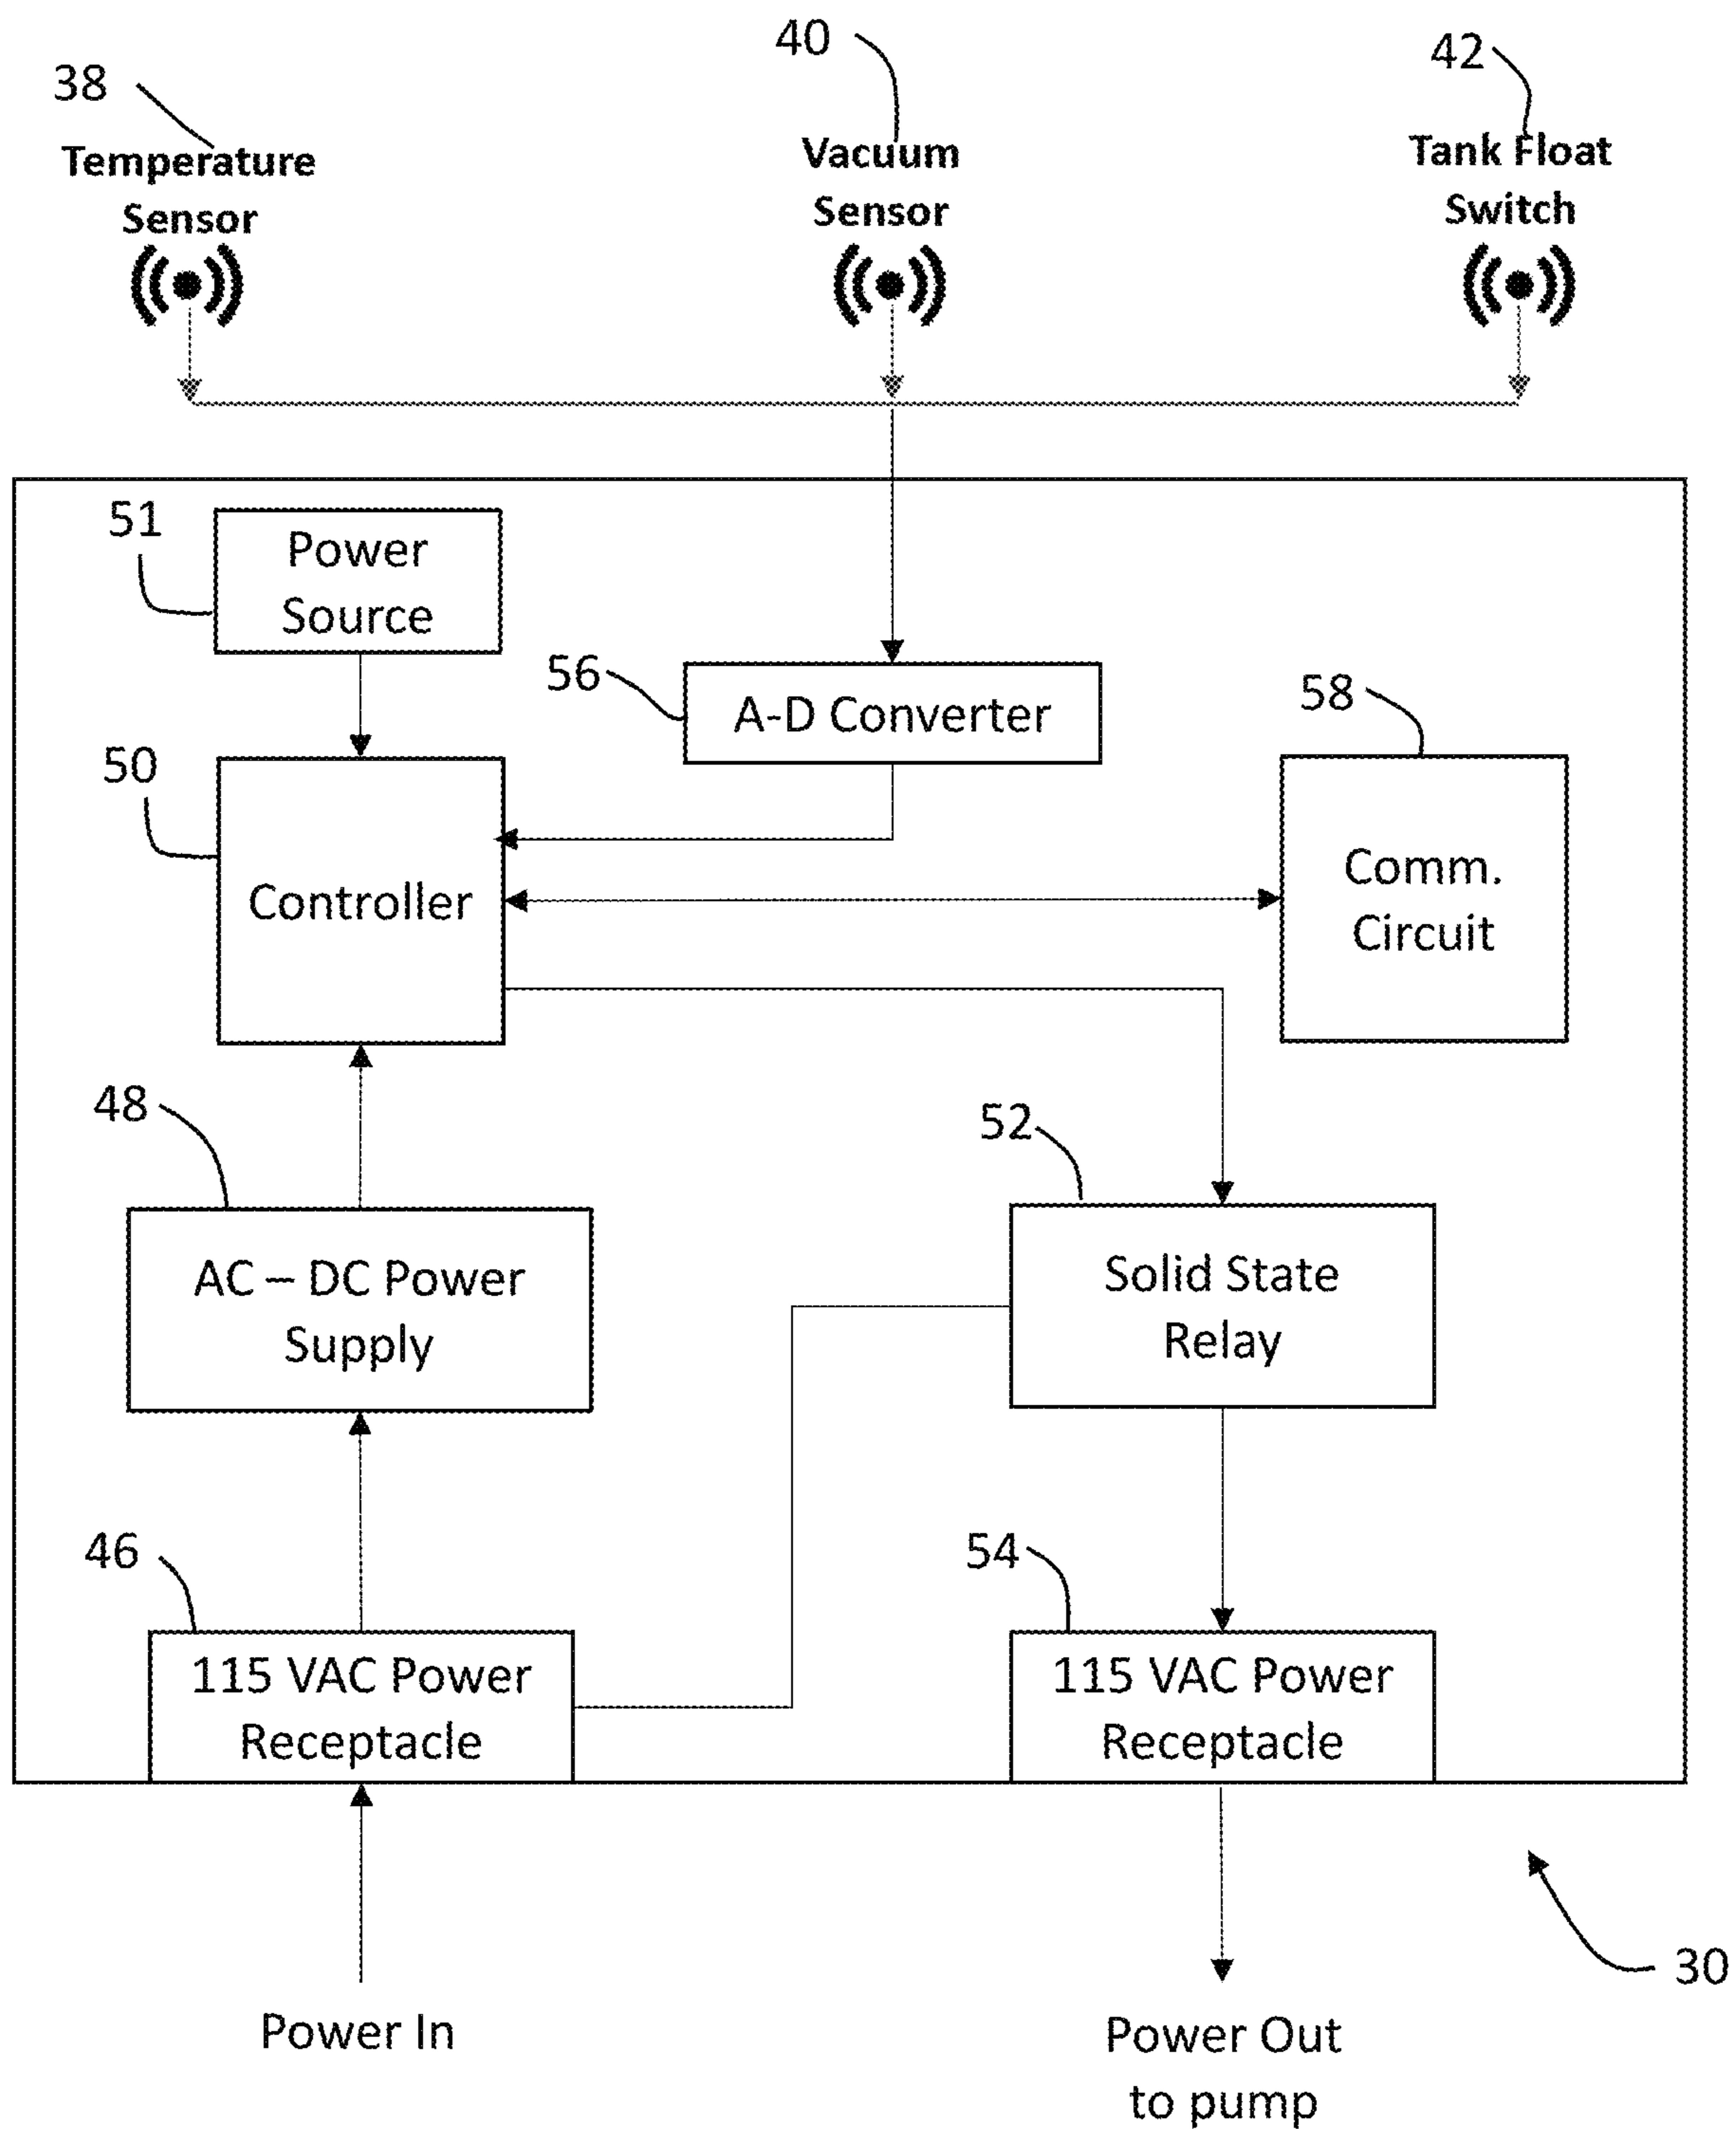 38
40
42
Temperature
Sensor
Vacuum
Sensor
Tank Float
Switch
51
Power
Source
56
A-D Converter
58
50
Controller
Comm.
Circuit
48
52
AC – DC Power
Supply
Solid State
Relay
46
54
115 VAC Power
Receptacle
115 VAC Power
Receptacle
30
Power In
Power Out
to pump